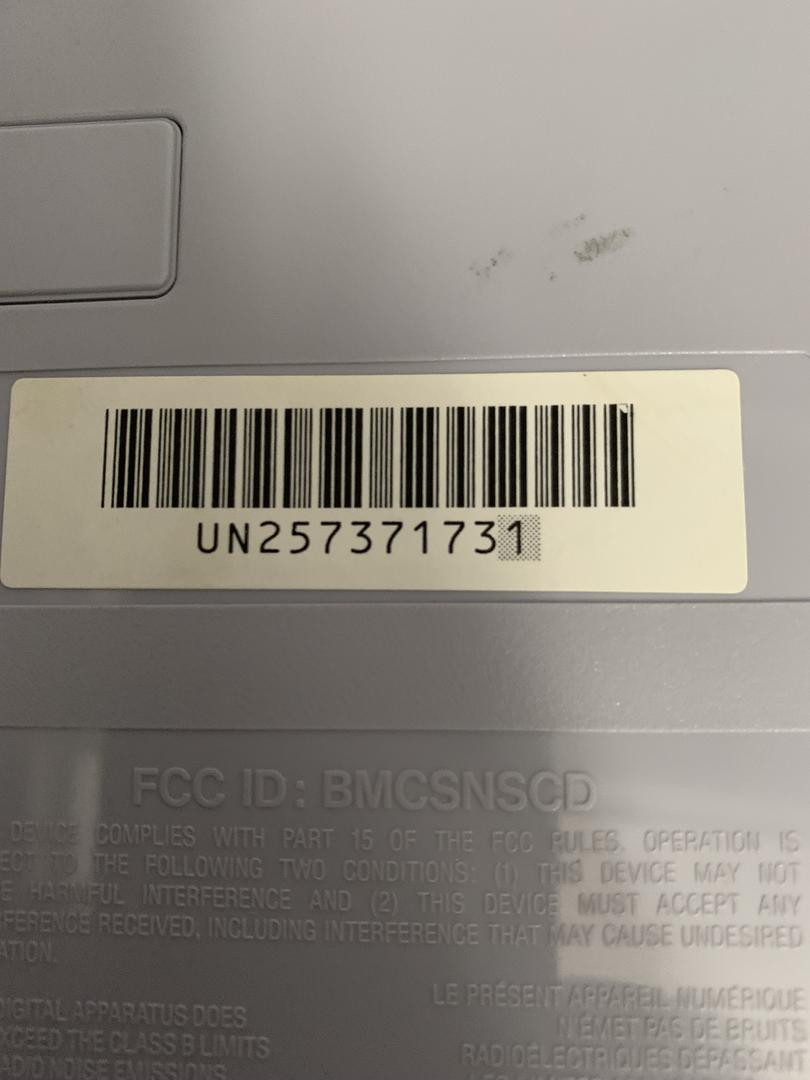 UN257371731
FCC ID: BMCSNSCD
DEVICE COMPLIES WITH PART 15 OF THE FCC RULES. OPERATION IS
TO THE FOLLOWING TWO CONDITIONS: (1) THIS DEVICE MAY NOT
HARMFUL INTERFERENCE AND (2) THIS DEVICE MUST ACCEPT ANY
RECEIVED, INCLUDING INTERFERENCE THAT MAY CAUSE UNDESIRED
DIGITAL APPARATUS DOES
THE CLASS B LIMITS
RADIO NOISE EMISSIONS
LE PRÉSENT APPAREIL NUMÉRIQUE
N'ÉMET PAS DE BRUITS
RADIOÉLECTRIQUES DÉPASSANT